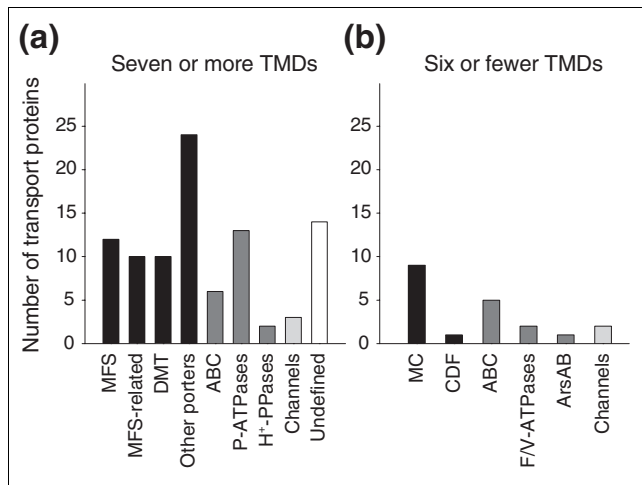 (a)
Seven or more TMDs
Number of transport proteins
25
20
15
10
5
0
MFS
MFS-related
DMT
Other porters
ABC
P-ATPases
H⁺-PPases
Channels
Undefined
(b)
Six or fewer TMDs
25
20
15
10
5
0
MC
CDF
ABC
F/V-ATPases
ArsAB
Channels